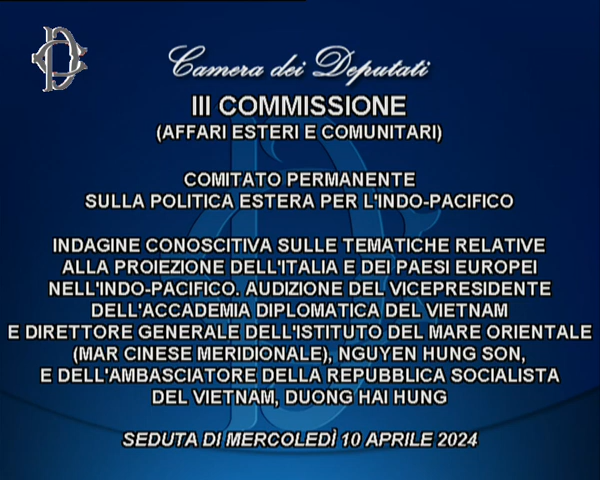 Camera dei Deputati
III COMMISSIONE
(AFFARI ESTERI E COMUNITARI)
COMITATO PERMANENTE
SULLA POLITICA ESTERA PER L'INDO-PACIFICO
INDAGINE CONOSCITIVA SULLE TEMATICHE RELATIVE
ALLA PROIEZIONE DELL'ITALIA E DEI PAESI EUROPEI
NELL'INDO-PACIFICO. AUDIZIONE DEL VICEPRESIDENTE
DELL'ACCADEMIA DIPLOMATICA DEL VIETNAM
E DIRETTORE GENERALE DELL'ISTITUTO DEL MARE ORIENTALE
(MAR CINESE MERIDIONALE), NGUYEN HUNG SON,
E DELL'AMBASCIATORE DELLA REPUBBLICA SOCIALISTA
DEL VIETNAM, DUONG HAI HUNG
SEDUTA DI MERCOLEDÌ 10 APRILE 2024